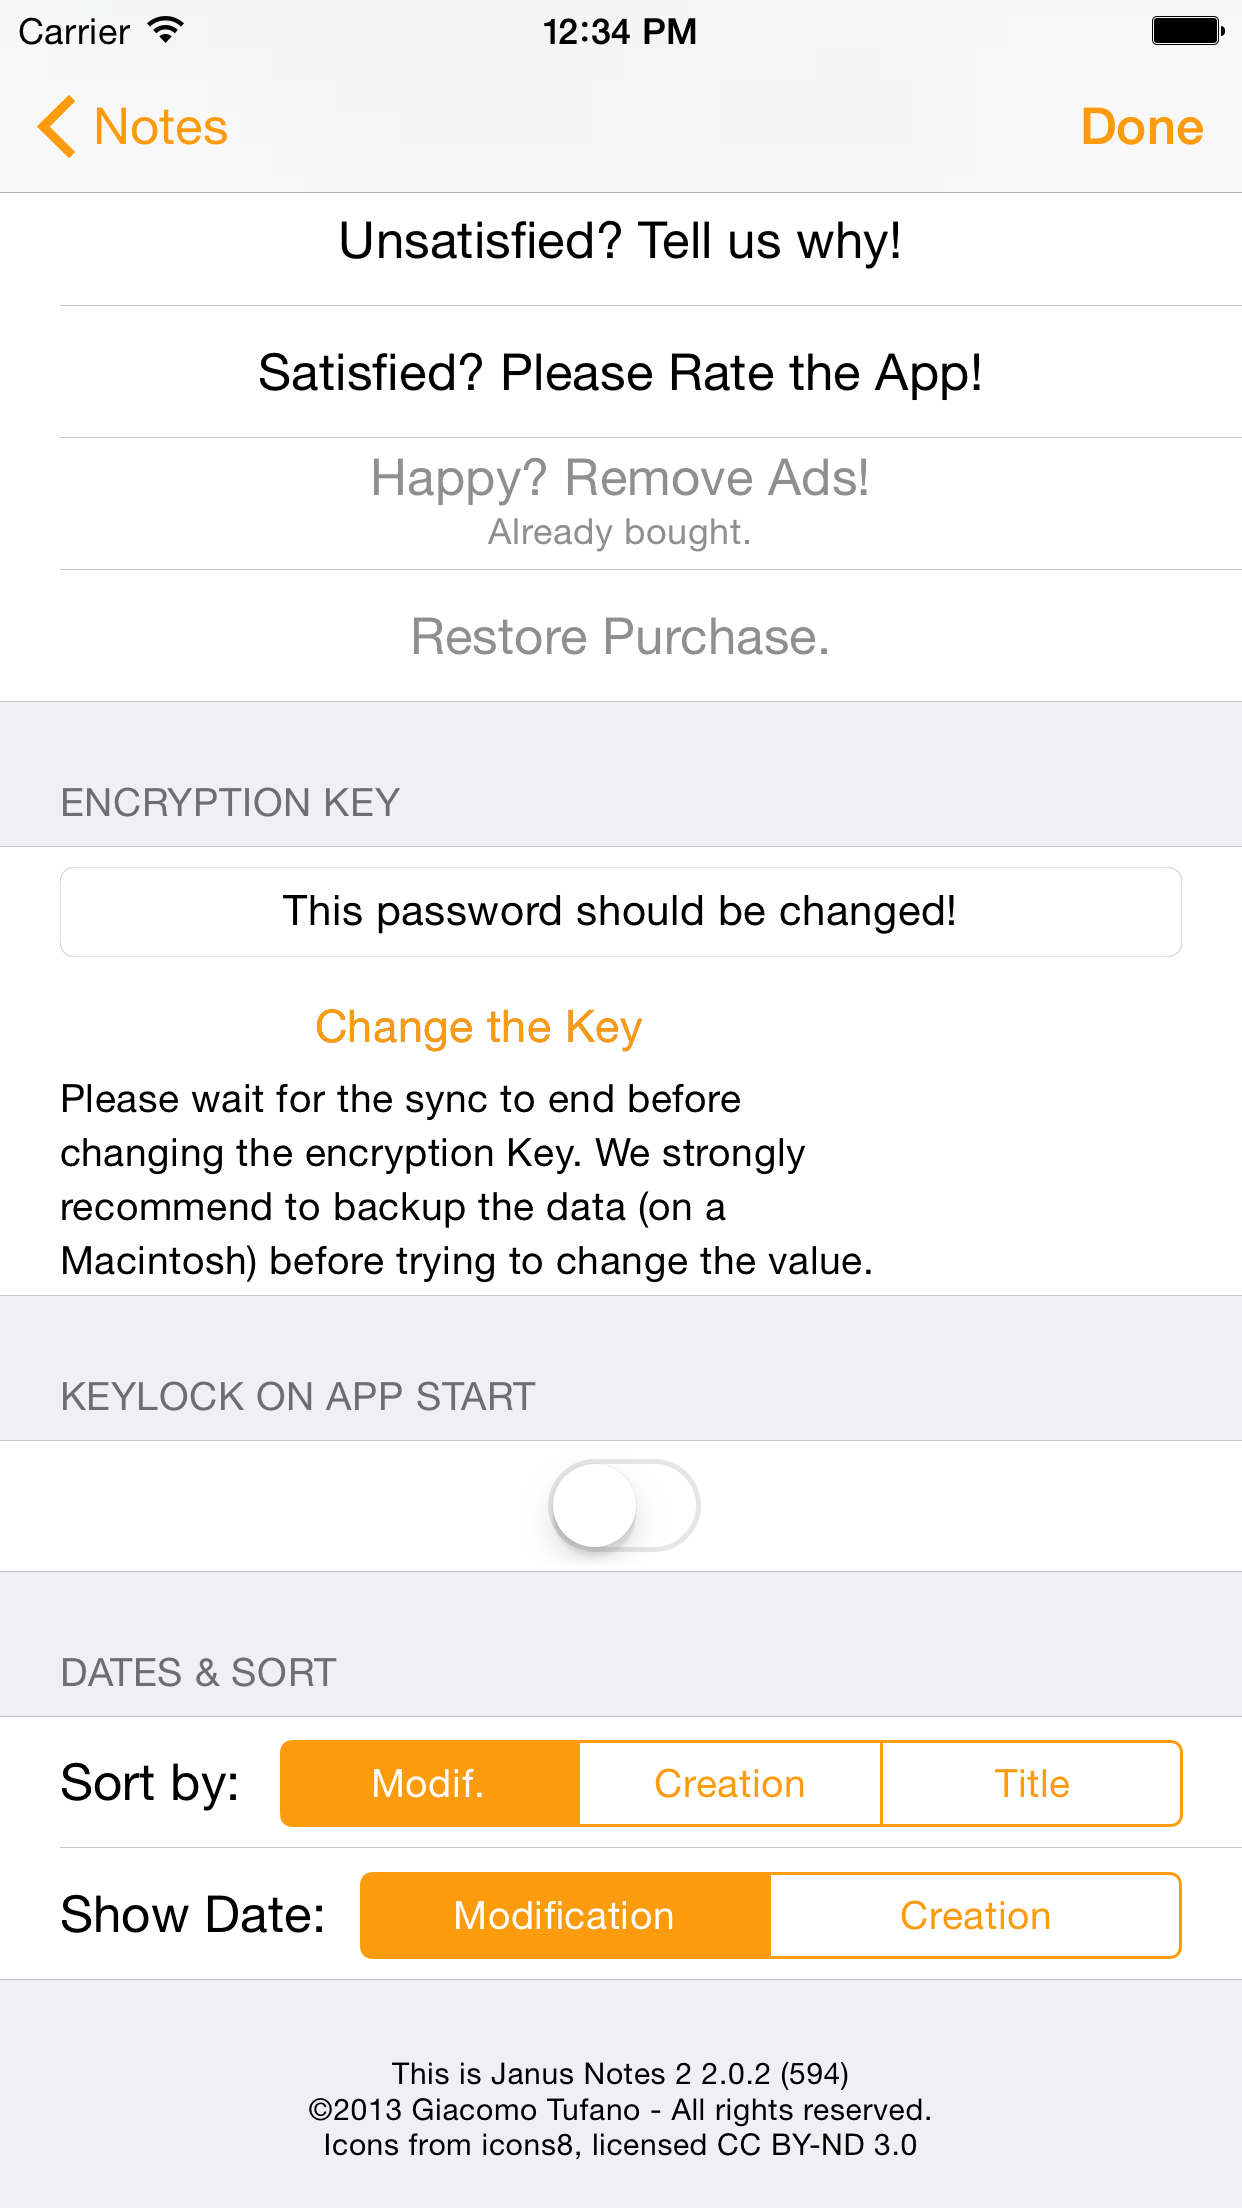 Carrier 12:34 PM
Notes Done
Unsatisfied? Tell us why!
Satisfied? Please Rate the App!
Happy? Remove Ads!
Already bought.
Restore Purchase.
ENCRYPTION KEY
This password should be changed!
Change the Key
Please wait for the sync to end before
changing the encryption Key. We strongly
recommend to backup the data (on a
Macintosh) before trying to change the value.
KEYLOCK ON APP START
DATES & SORT
Sort by: Modif. Creation Title
Show Date: Modification Creation
This is Janus Notes 2 2.0.2 (594)
©2013 Giacomo Tufano - All rights reserved.
Icons from icons8, licensed CC BY-ND 3.0